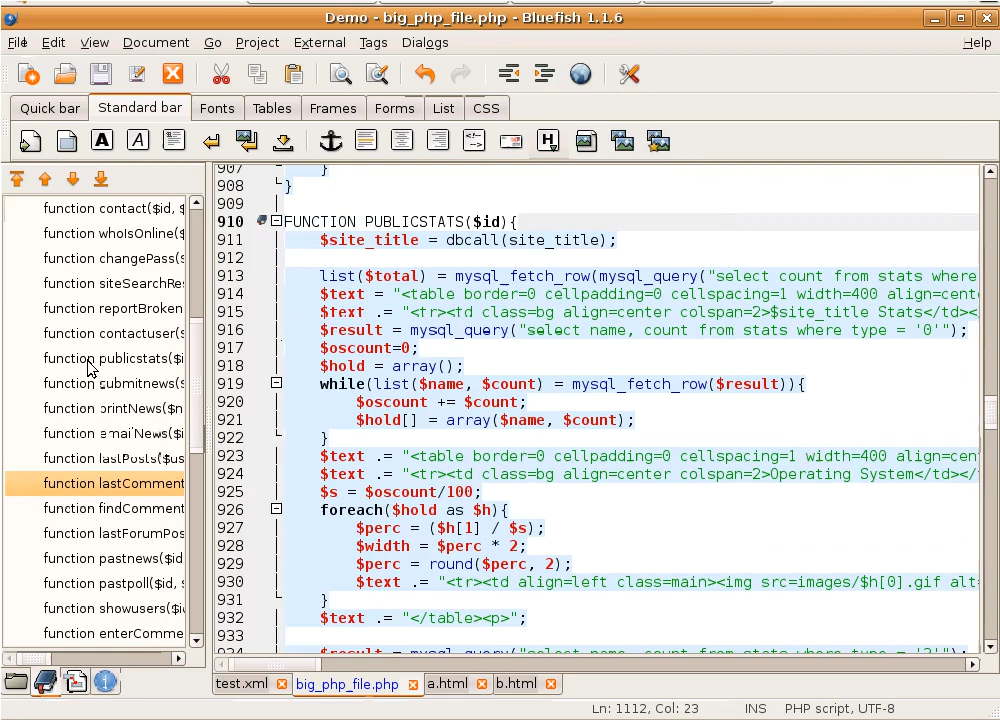 Demo - big_php_file.php - Bluefish 1.1.6
File Edit View Document Go Project External Tags Dialogs Help
Quick bar Standard bar Fonts Tables Frames Forms List CSS
function contact($id, $
function whoIsOnline($
function changePass($
function siteSearchRe
function reportBroken
function contactuser($
function publicstats($i
function submitnews($
function printNews($n
function emailNews($i
function lastPosts($us
function lastComment
function findComment
function lastForumPos
function pastnews($id
function pastpoll($id, $
function showusers($i
function enterComme
907 }
908 }
909
910 FUNCTION PUBLICSTATS($id){
911 $site_title = dbcall(site_title);
912
913 list($total) = mysql_fetch_row(mysql_query("select count from stats where
914 $text = "<table border=0 cellpadding=0 cellspacing=1 width=400 align=cent
915 $text .= "<tr><td class=bg align=center colspan=2>$site_title Stats</td><
916 $result = mysql_query("select name, count from stats where type = '0'");
917 $oscount=0;
918 $hold = array();
919 while(list($name, $count) = mysql_fetch_row($result)){
920 $oscount += $count;
921 $hold[] = array($name, $count);
922 }
923 $text .= "<table border=0 cellpadding=0 cellspacing=1 width=400 align=cen
924 $text .= "<tr><td class=bg align=center colspan=2>Operating System</td></
925 $s = $oscount/100;
926 foreach($hold as $h){
927 $perc = ($h[1] / $s);
928 $width = $perc * 2;
929 $perc = round($perc, 2);
930 $text .= "<tr><td align=left class=main><img src=images/$h[0].gif alt=
931 }
932 $text .= "</table><p>";
933
934 $result = mysql_query("select name, count from stats where type = '2'");
test.xml big_php_file.php a.html b.html
Ln: 1112, Col: 23 INS PHP script, UTF-8